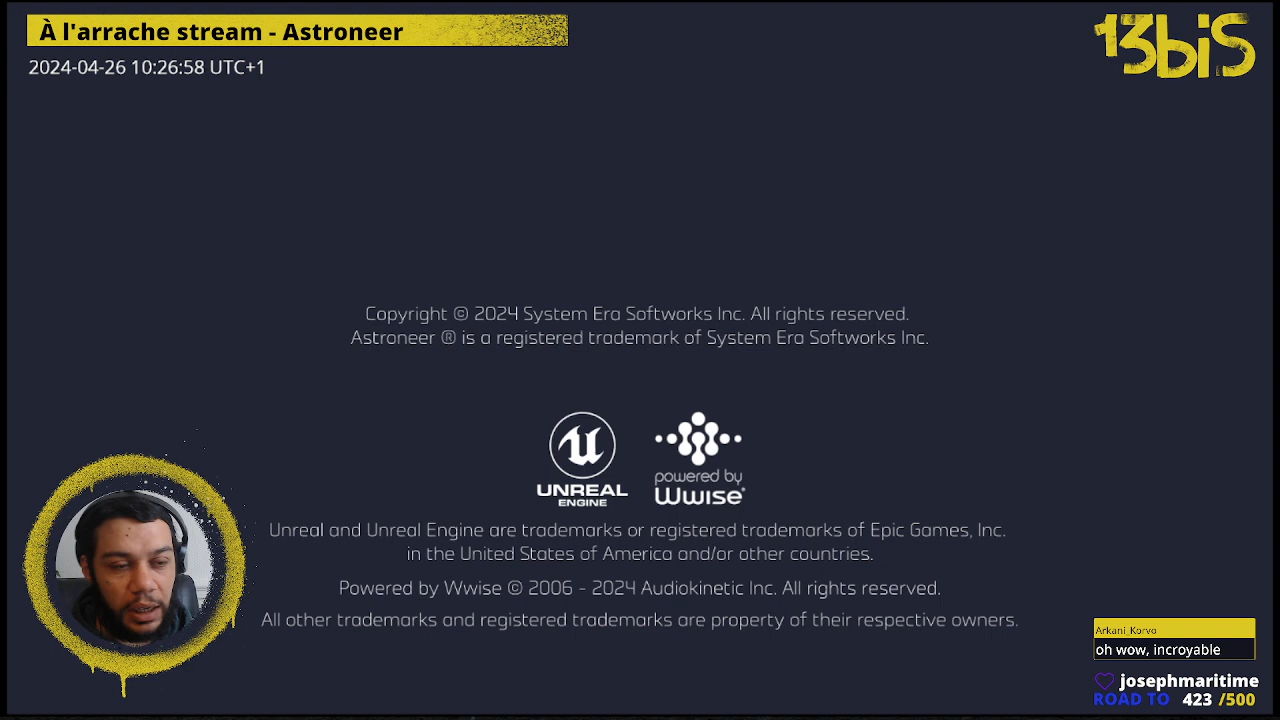 À l'arrache stream - Astroneer
2024-04-26 10:26:58 UTC+1
13biS
Copyright © 2024 System Era Softworks Inc. All rights reserved.
Astroneer ® is a registered trademark of System Era Softworks Inc.
UNREAL
ENGINE
powered by
Wwise®
Unreal and Unreal Engine are trademarks or registered trademarks of Epic Games, Inc.
in the United States of America and/or other countries.
Powered by Wwise © 2006 - 2024 Audiokinetic Inc. All rights reserved.
All other trademarks and registered trademarks are property of their respective owners.
Arkani_Korvo
oh wow, incroyable
josephmaritime
ROAD TO 423 /500